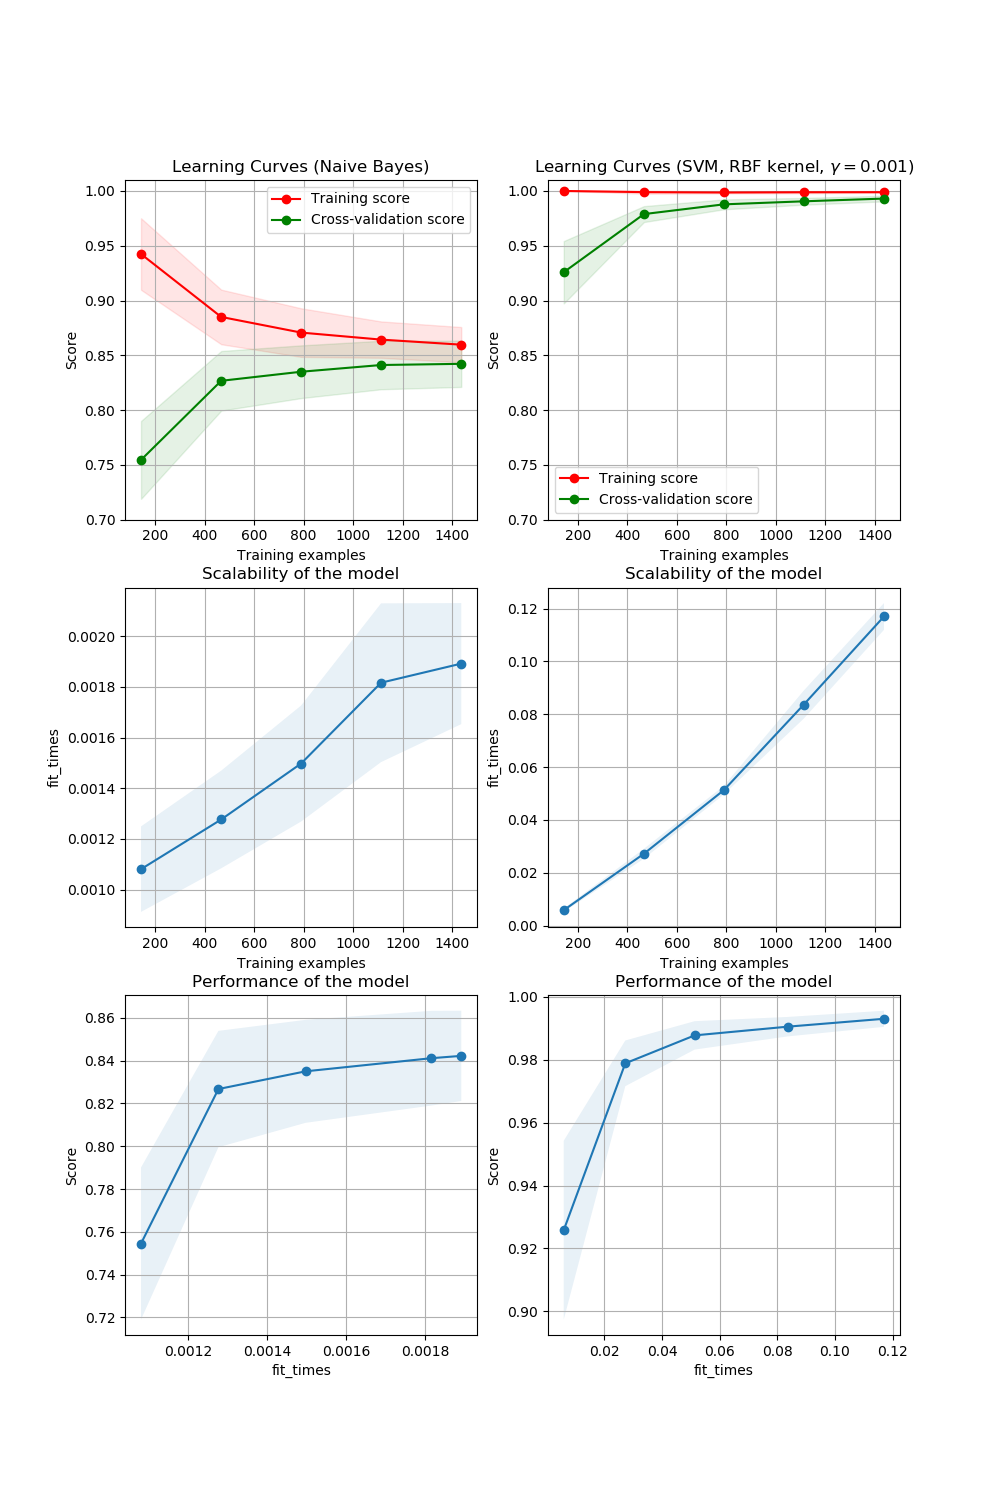 Learning Curves (Naive Bayes)
1.00
0.95
0.90
0.85
0.80
0.75
0.70
Score
Training score
Cross-validation score
200 400 600 800 1000 1200 1400
Training examples
Learning Curves (SVM, RBF kernel, γ = 0.001)
1.00
0.95
0.90
0.85
0.80
0.75
0.70
Score
Training score
Cross-validation score
200 400 600 800 1000 1200 1400
Training examples
Scalability of the model
0.0020
0.0018
0.0016
0.0014
0.0012
0.0010
fit_times
200 400 600 800 1000 1200 1400
Training examples
Scalability of the model
0.12
0.10
0.08
0.06
0.04
0.02
0.00
fit_times
200 400 600 800 1000 1200 1400
Training examples
Performance of the model
0.86
0.84
0.82
0.80
0.78
0.76
0.74
0.72
Score
0.0012 0.0014 0.0016 0.0018
fit_times
Performance of the model
1.00
0.98
0.96
0.94
0.92
0.90
Score
0.02 0.04 0.06 0.08 0.10 0.12
fit_times